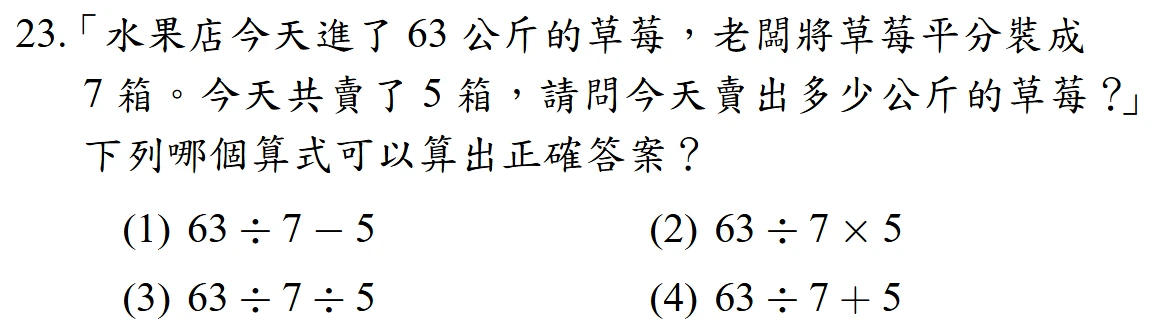 23.「水果店今天進了 63 公斤的草莓，老闆將草莓平分裝成
7 箱。今天共賣了 5 箱，請問今天賣出多少公斤的草莓？」
下列哪個算式可以算出正確答案？
(1) 63 ÷ 7 − 5 (2) 63 ÷ 7 × 5
(3) 63 ÷ 7 ÷ 5 (4) 63 ÷ 7 + 5